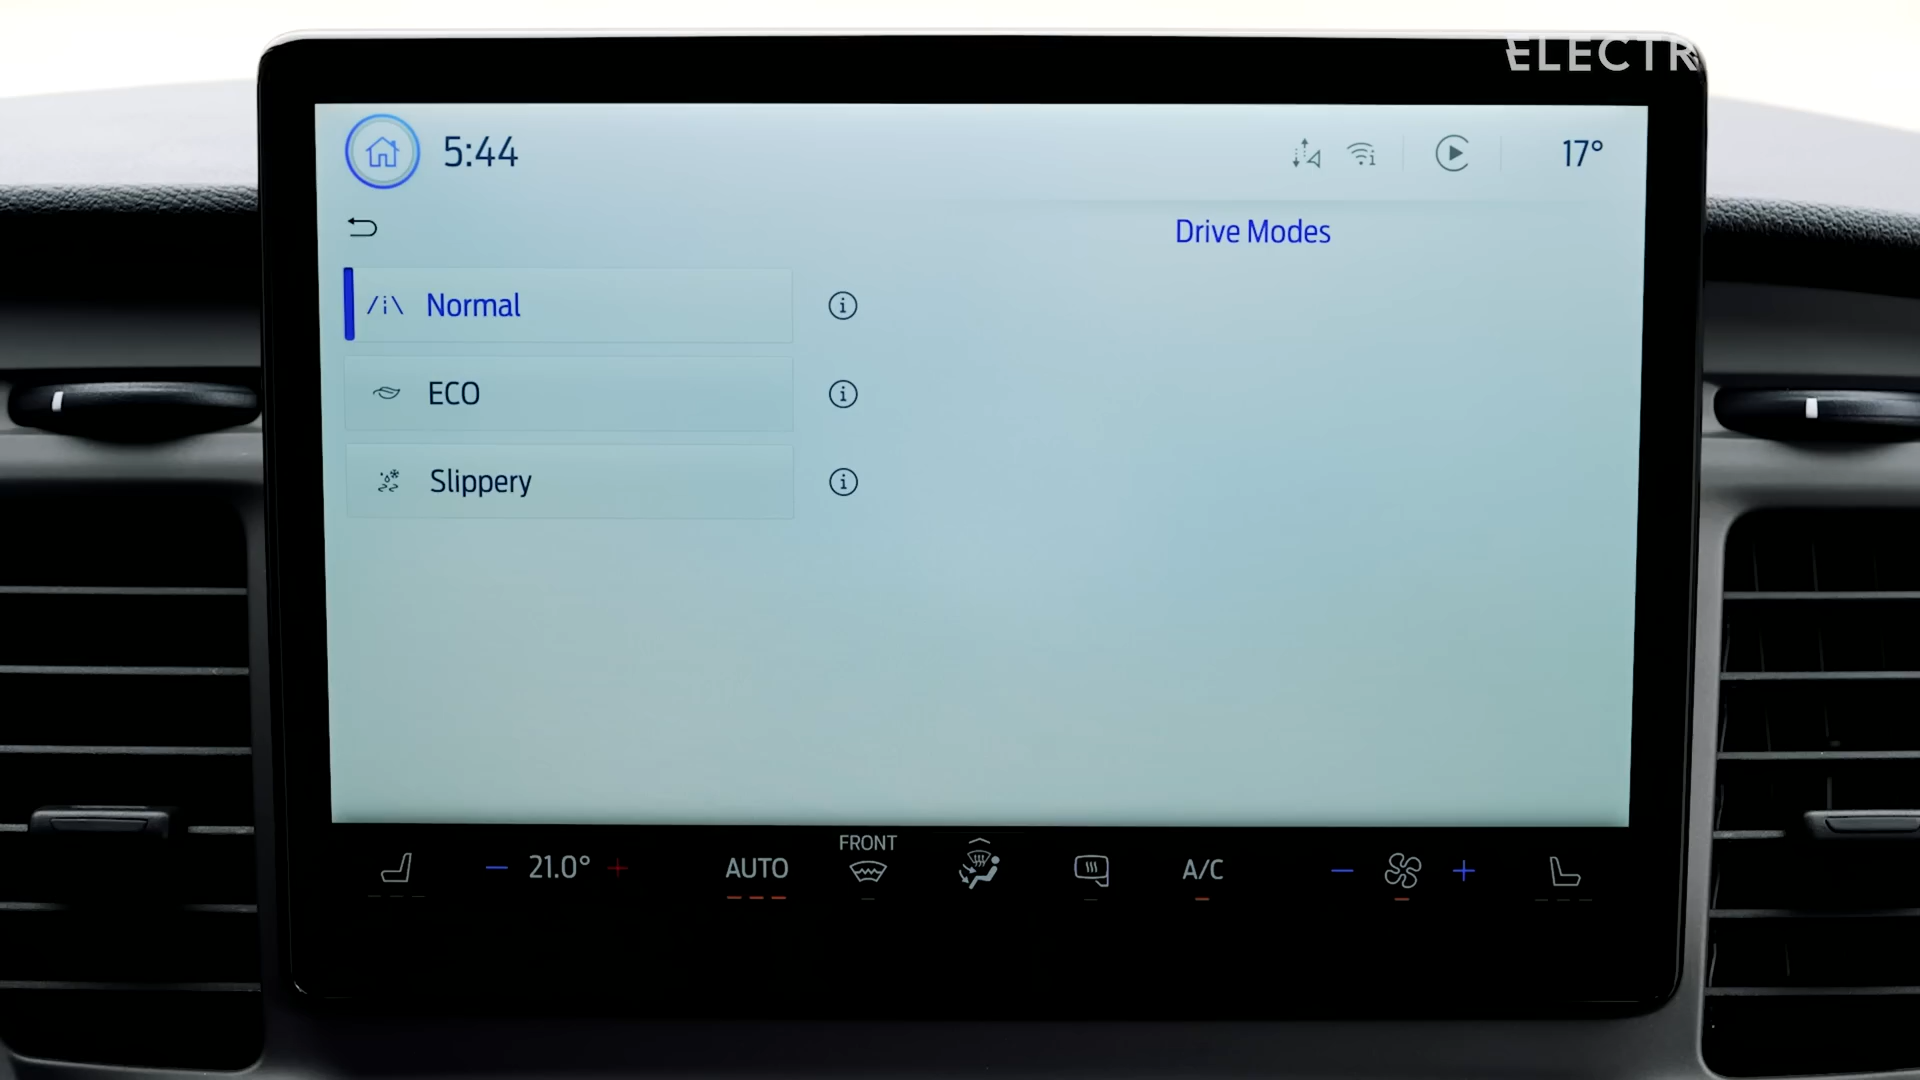 ELECTR
5:44
17°
Drive Modes
Normal
ECO
Slippery
FRONT
21.0°
AUTO
A/C